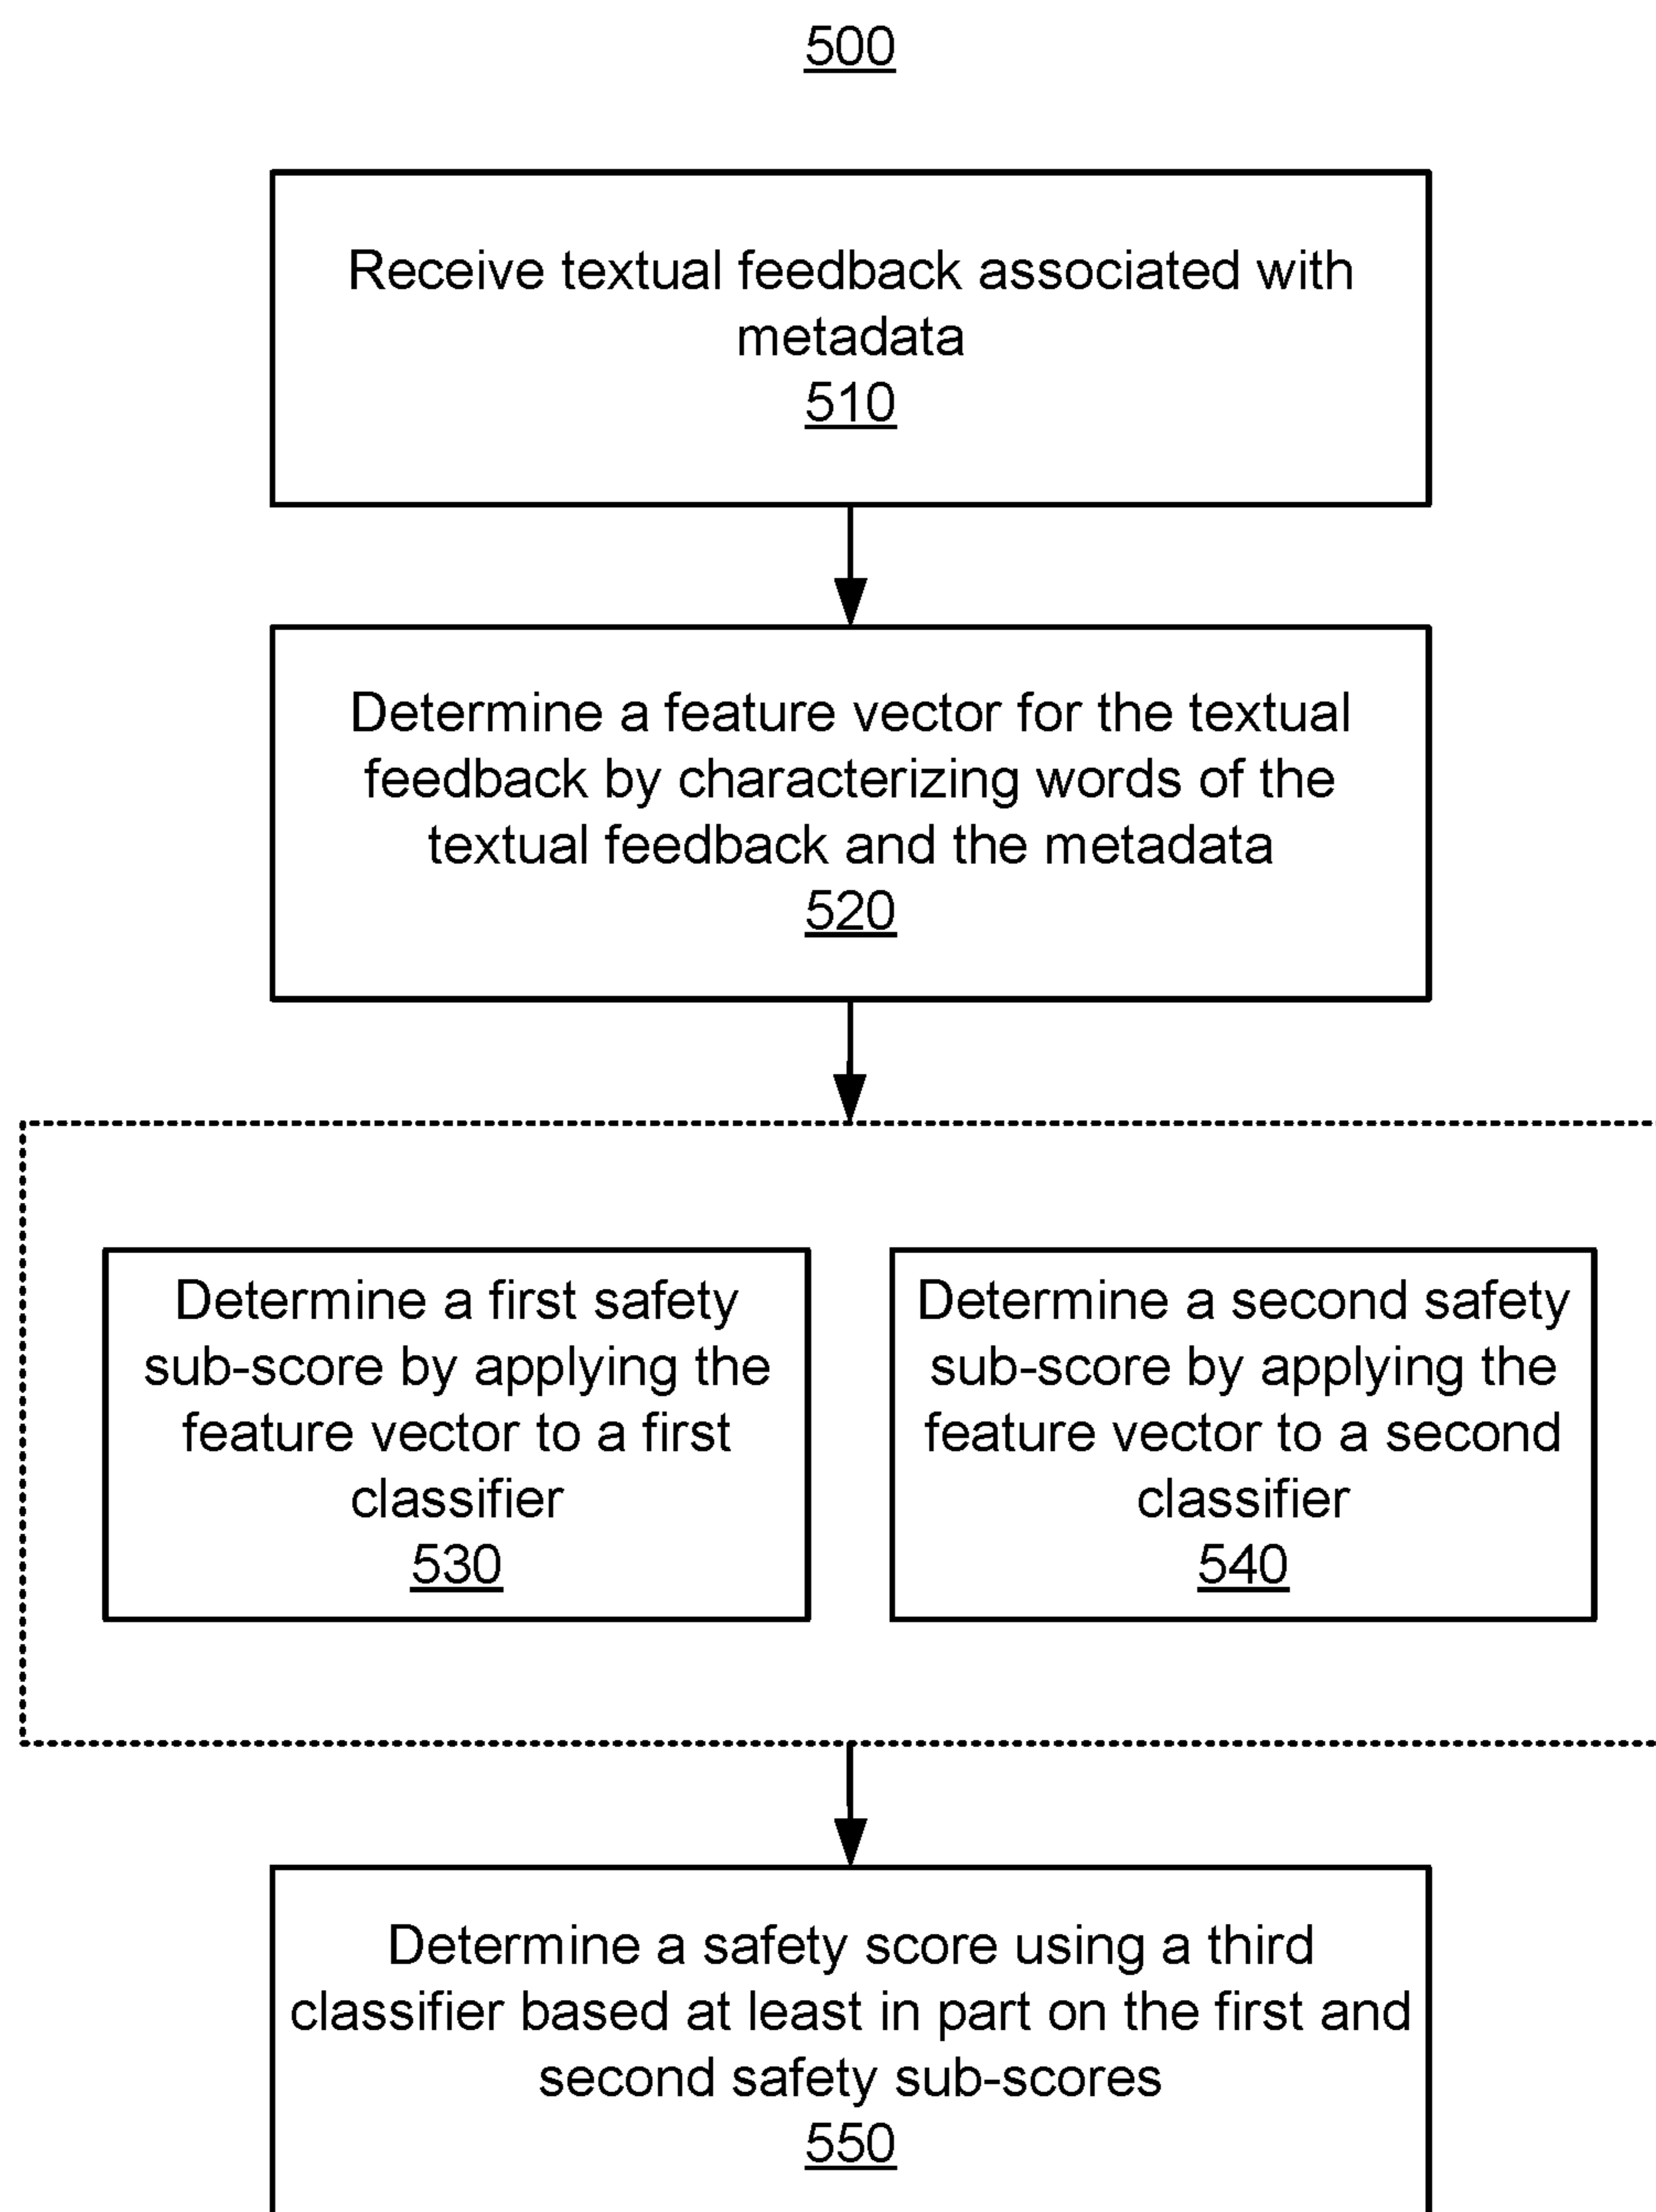 500
Receive textual feedback associated with
metadata
510
Determine a feature vector for the textual
feedback by characterizing words of the
textual feedback and the metadata
520
Determine a first safety
sub-score by applying the
feature vector to a first
classifier
530
Determine a second safety
sub-score by applying the
feature vector to a second
classifier
540
Determine a safety score using a third
classifier based at least in part on the first and
second safety sub-scores
550